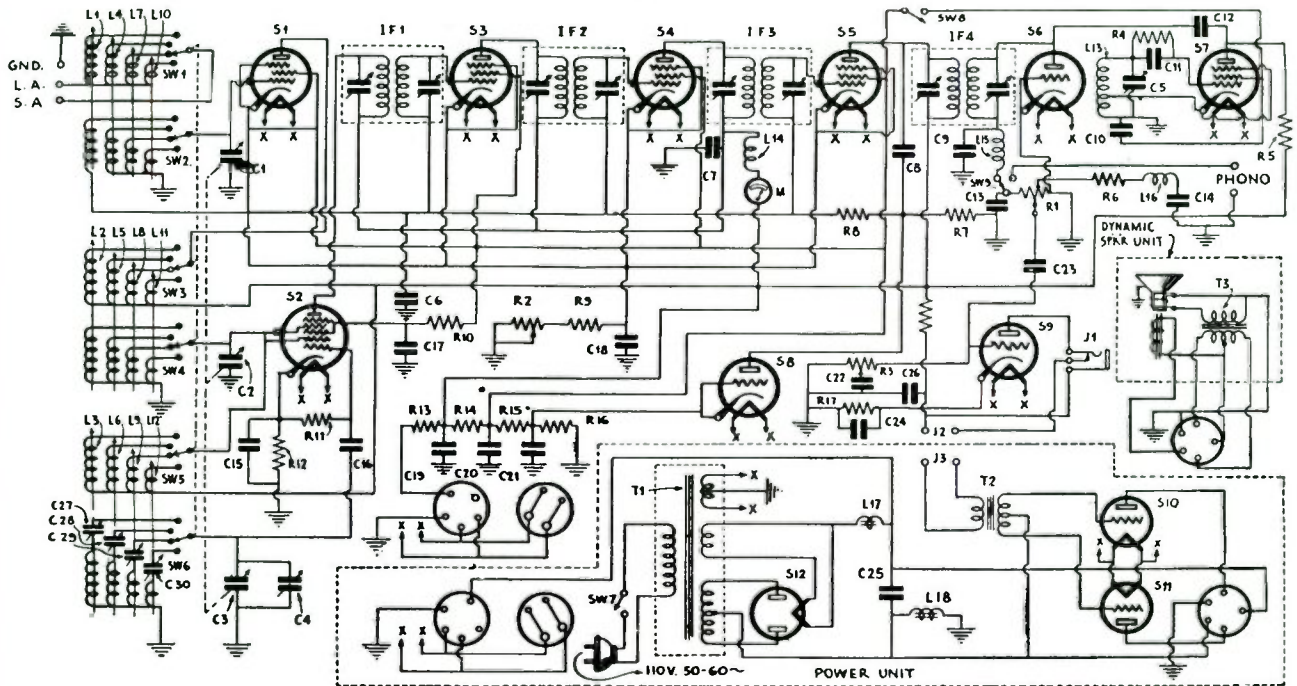 L1 L4 L7 L10
S1
IF1
S3
IF2
S4
IF3
S5
SW8
IF4
S6
C12
S7
R4
L13
C11
C5
GND.
L.A.
S.A
SW1
SW2
C1
C7
L14
M
C8
C9
L15
SW9
C13
R1
C10
R5
PHONO
R6
L16
C14
R8
R7
DYNAMIC
SPKR UNIT
L2 L5 L8 L11
SW3
S2
C6
R10
C17
R2
R9
C18
C23
T3
SW4
C2
S8
S9
J1
R3
C22
C26
R17
C24
J2
L3 L6 L9 L12
SW5
C15
R11
R12
C16
R13
R14
R15
R16
C19
C20
C21
C27
C28
C29
C30
SW6
C3
C4
T1
X
L17
J3
T2
S10
SW7
S12
C25
L18
S11
110V. 50-60~
POWER UNIT